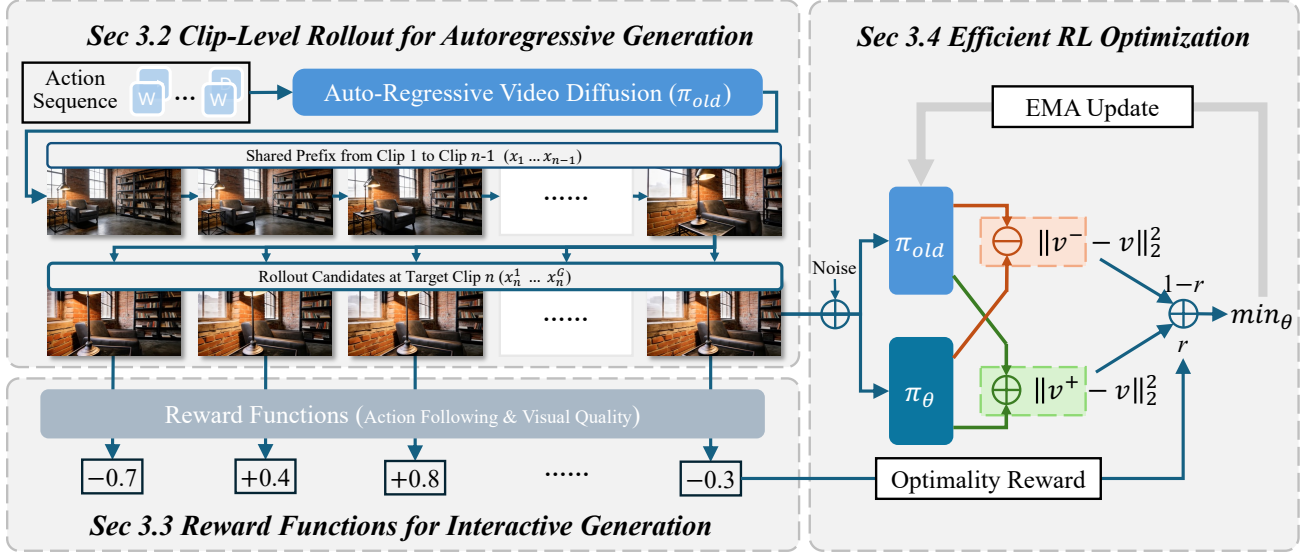 Sec 3.2 Clip-Level Rollout for Autoregressive Generation
Action
Sequence
W ... W D
Auto-Regressive Video Diffusion (π_old)
Shared Prefix from Clip 1 to Clip n-1 (x_1 ... x_{n-1})
......
Rollout Candidates at Target Clip n (x_n^1 ... x_n^G)
......
Reward Functions (Action Following & Visual Quality)
−0.7
+0.4
+0.8
......
−0.3
Sec 3.3 Reward Functions for Interactive Generation
Sec 3.4 Efficient RL Optimization
EMA Update
Noise
π_old
π_θ
‖v^− − v‖_2^2
‖v^+ − v‖_2^2
1−r
r
min_θ
Optimality Reward